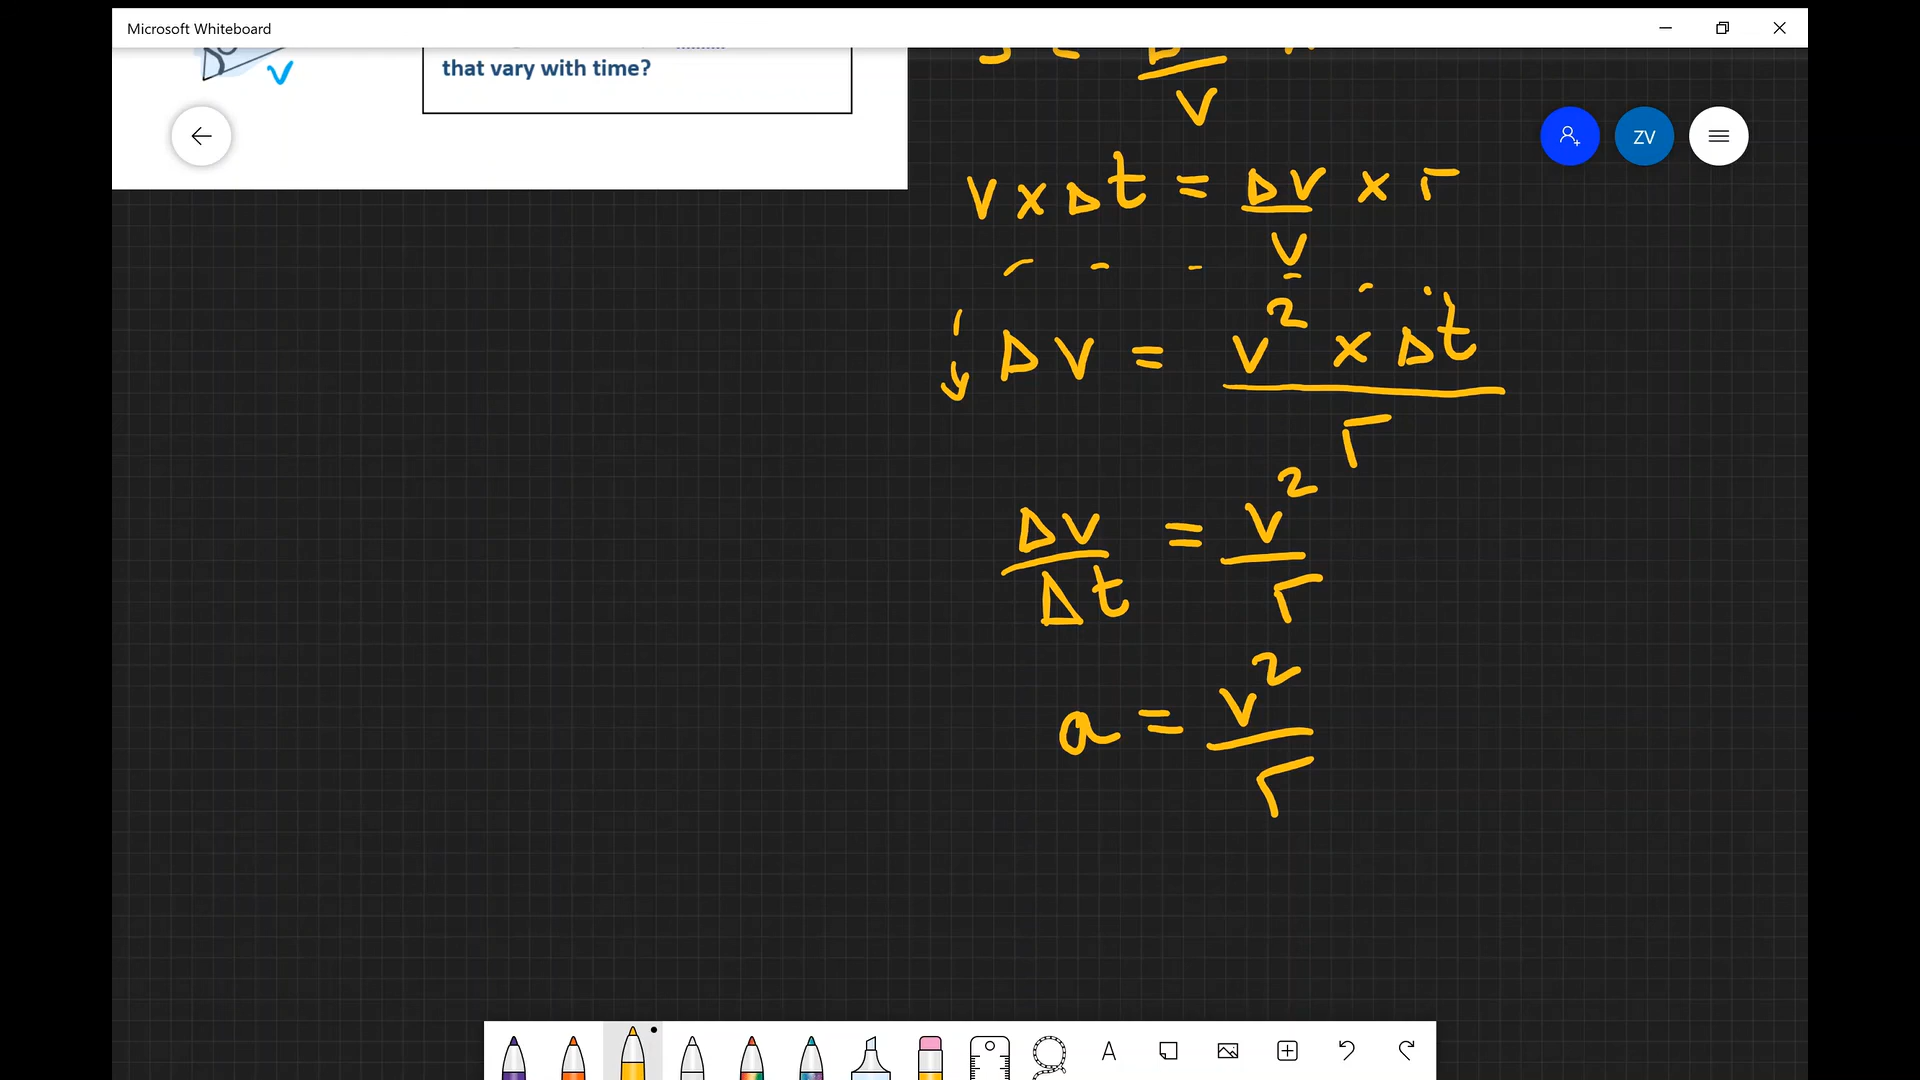 Microsoft Whiteboard
that vary with time?
ZV
v
v x Δt = Δv x r
v
Δv = v² x Δt
r
Δv = v²
Δt r
a = v²
r
A